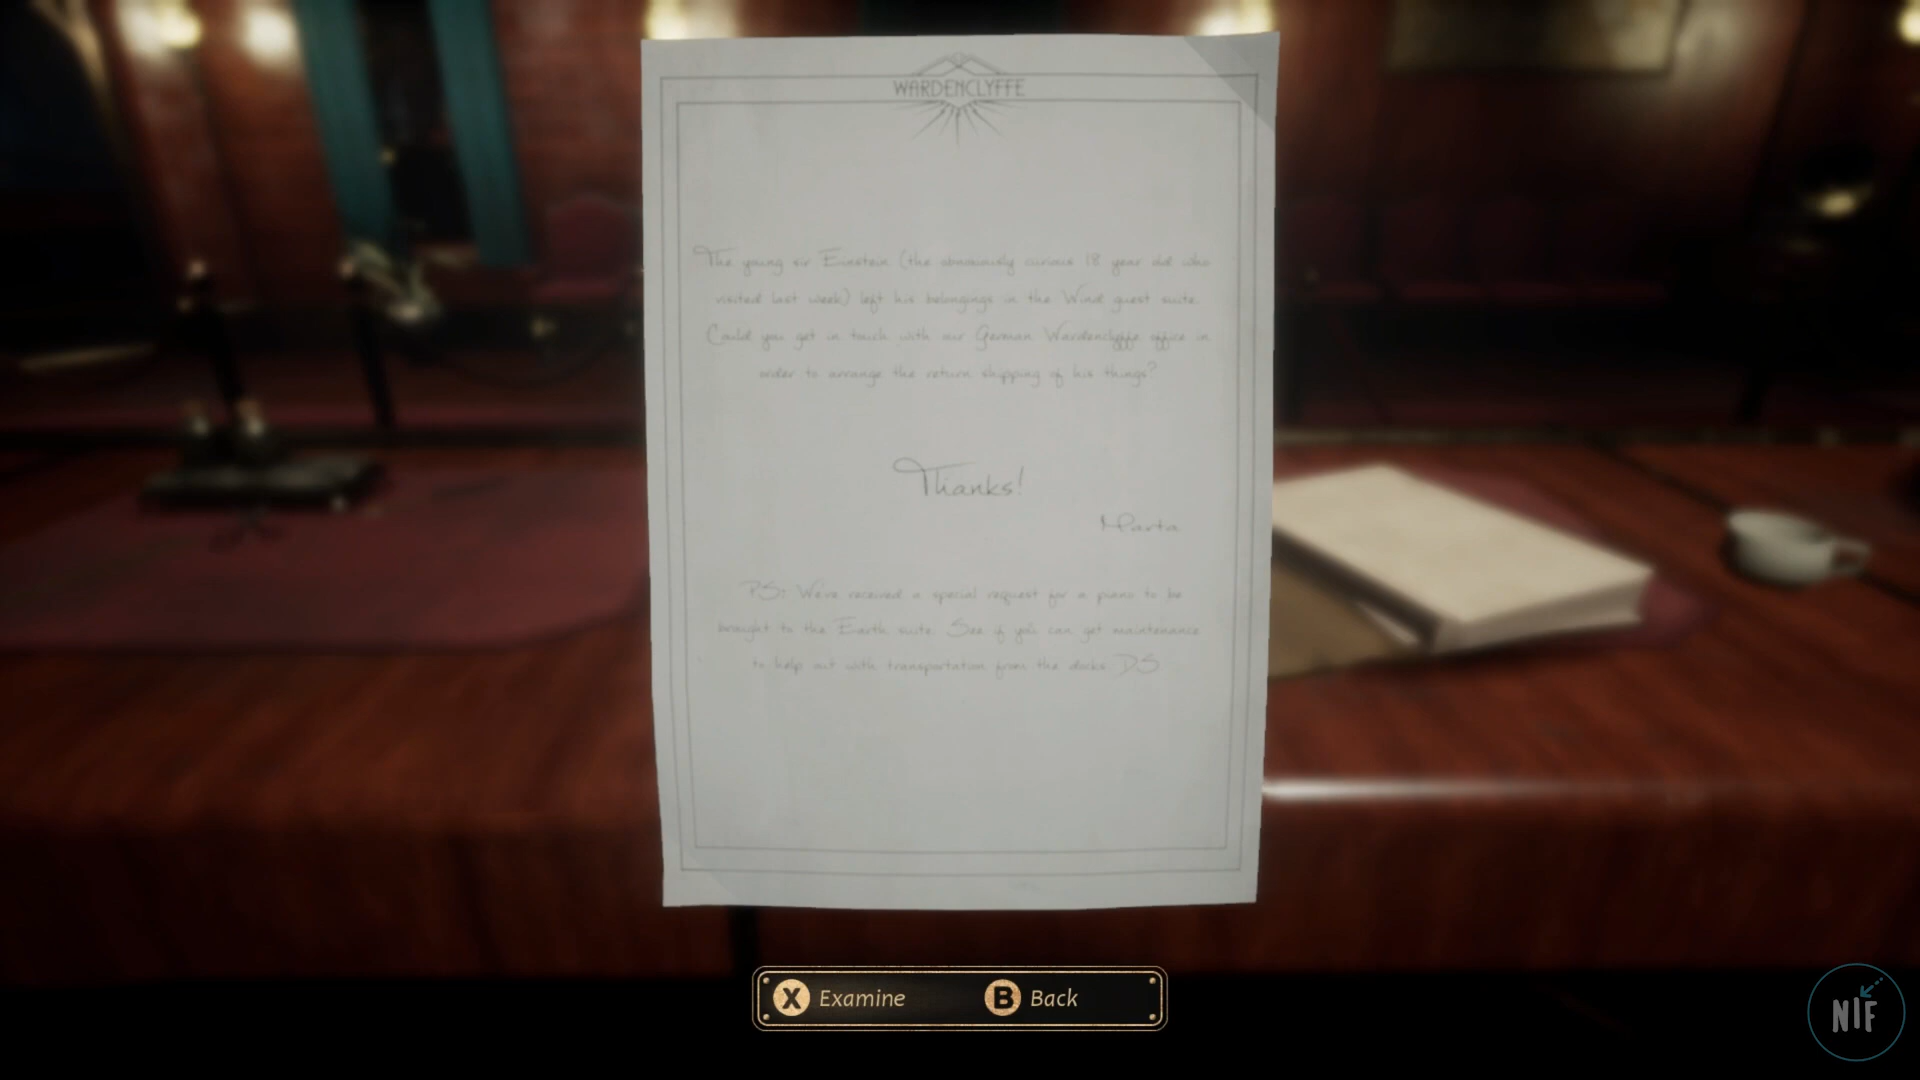 WARDENCLYFFE
The young sir Einstein (the obnoxiously curious 18 year old who
visited last week) left his belongings in the Wind guest suite.
Could you get in touch with our German Wardenclyffe office in
order to arrange the return shipping of his things?
Thanks!
Marta
PS: We've received a special request for a piano to be
brought to the Earth suite. See if you can get maintenance
to help out with transportation from the docks DS
X Examine B Back
NIF